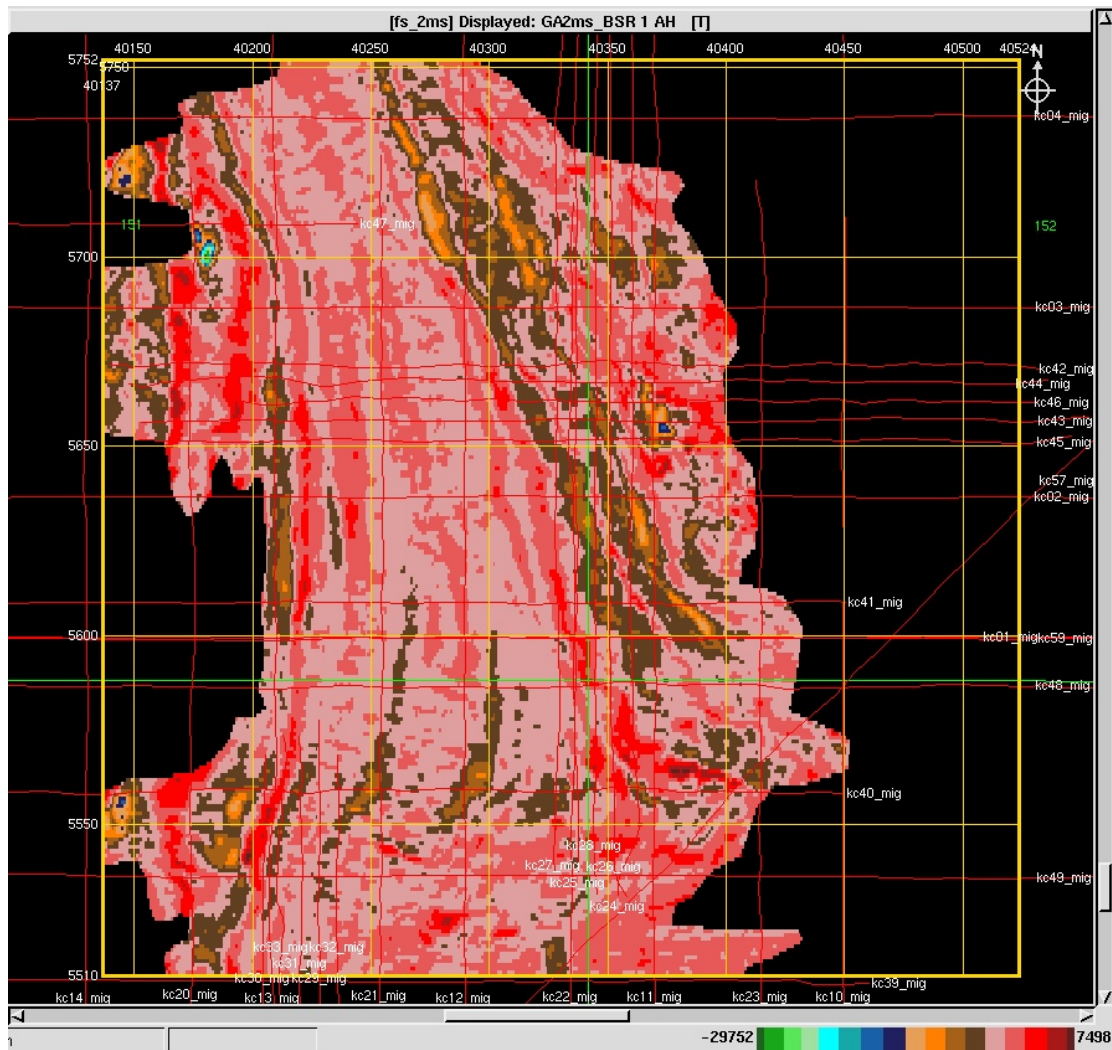 [fs_2ms] Displayed: GA2ms_BSR 1 AH [T]
40150 40200 40250 40300 40350 40400 40450 40500 40524
5752 5750
40137
N
kc04_mig
151 kc47_mig 152
5700
kc03_mig
kc42_mig
kc44_mig
kc46_mig
kc43_mig
5650 kc45_mig
kc57_mig
kc02_mig
kc41_mig
5600 kc01_mig kc59_mig
kc48_mig
kc40_mig
5550
kc28_mig
kc27_mig kc26_mig
kc49_mig
kc25_mig
kc24_mig
kc33_mig kc32_mig
kc31_mig
5510 kc30_mig kc29_mig
kc39_mig
kc14_mig kc20_mig kc13_mig kc21_mig kc12_mig kc22_mig kc11_mig kc23_mig kc10_mig
-29752 7498